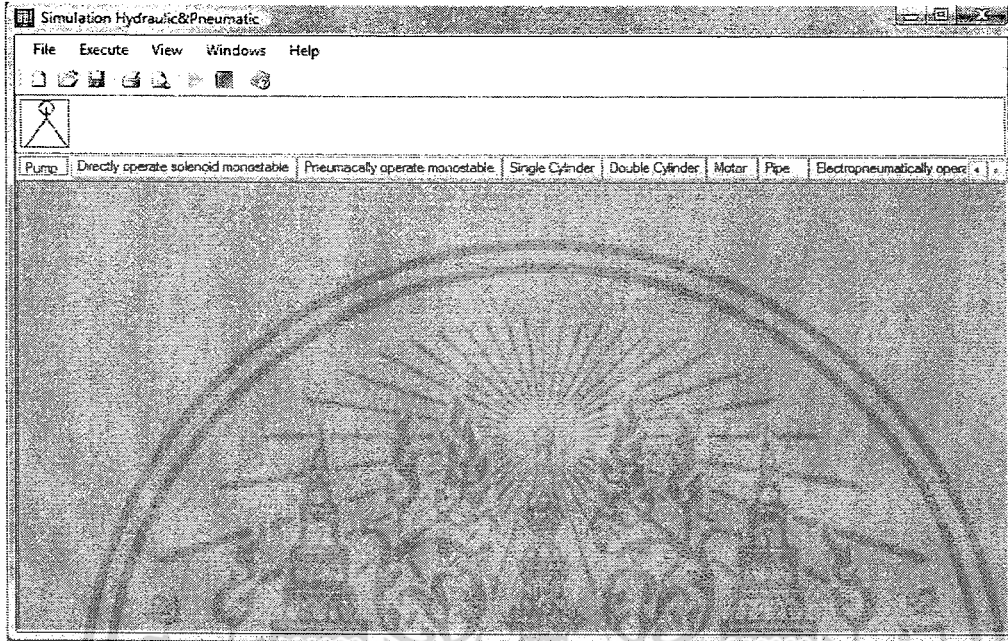 Simulation Hydraulic&Pneumatic
File Execute View Windows Help
Pump Directly operate solenoid monostable Pneumacally operate monostable Single Cylinder Double Cylinder Motor Pipe Electropneumatically opera